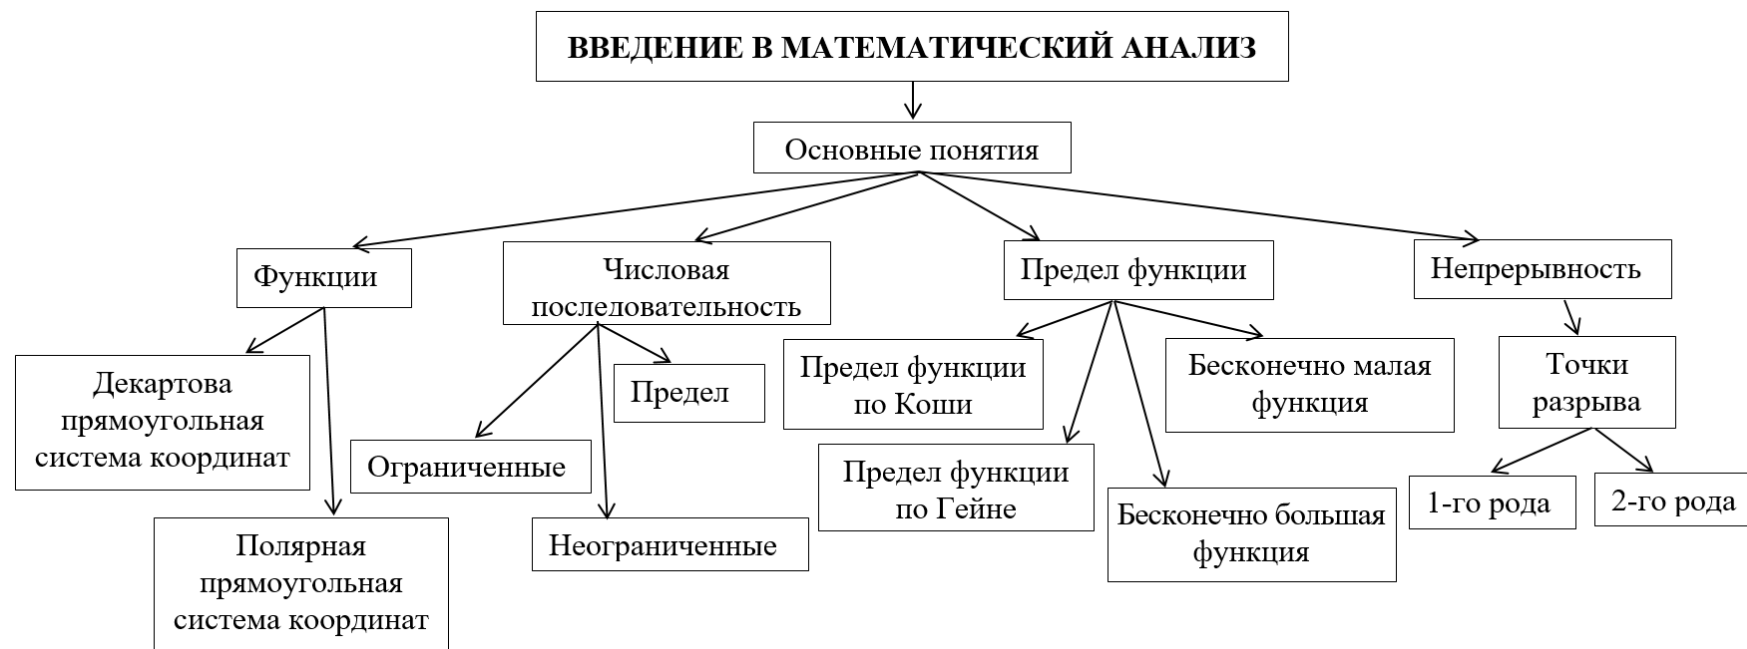 ВВЕДЕНИЕ В МАТЕМАТИЧЕСКИЙ АНАЛИЗ
Основные понятия
Функции
Числовая
последовательность
Предел функции
Непрерывность
Декартова
прямоугольная
система координат
Полярная
прямоугольная
система координат
Ограниченные
Неограниченные
Предел
Предел функции
по Коши
Предел функции
по Гейне
Бесконечно большая
функция
Бесконечно малая
функция
Точки
разрыва
1-го рода
2-го рода